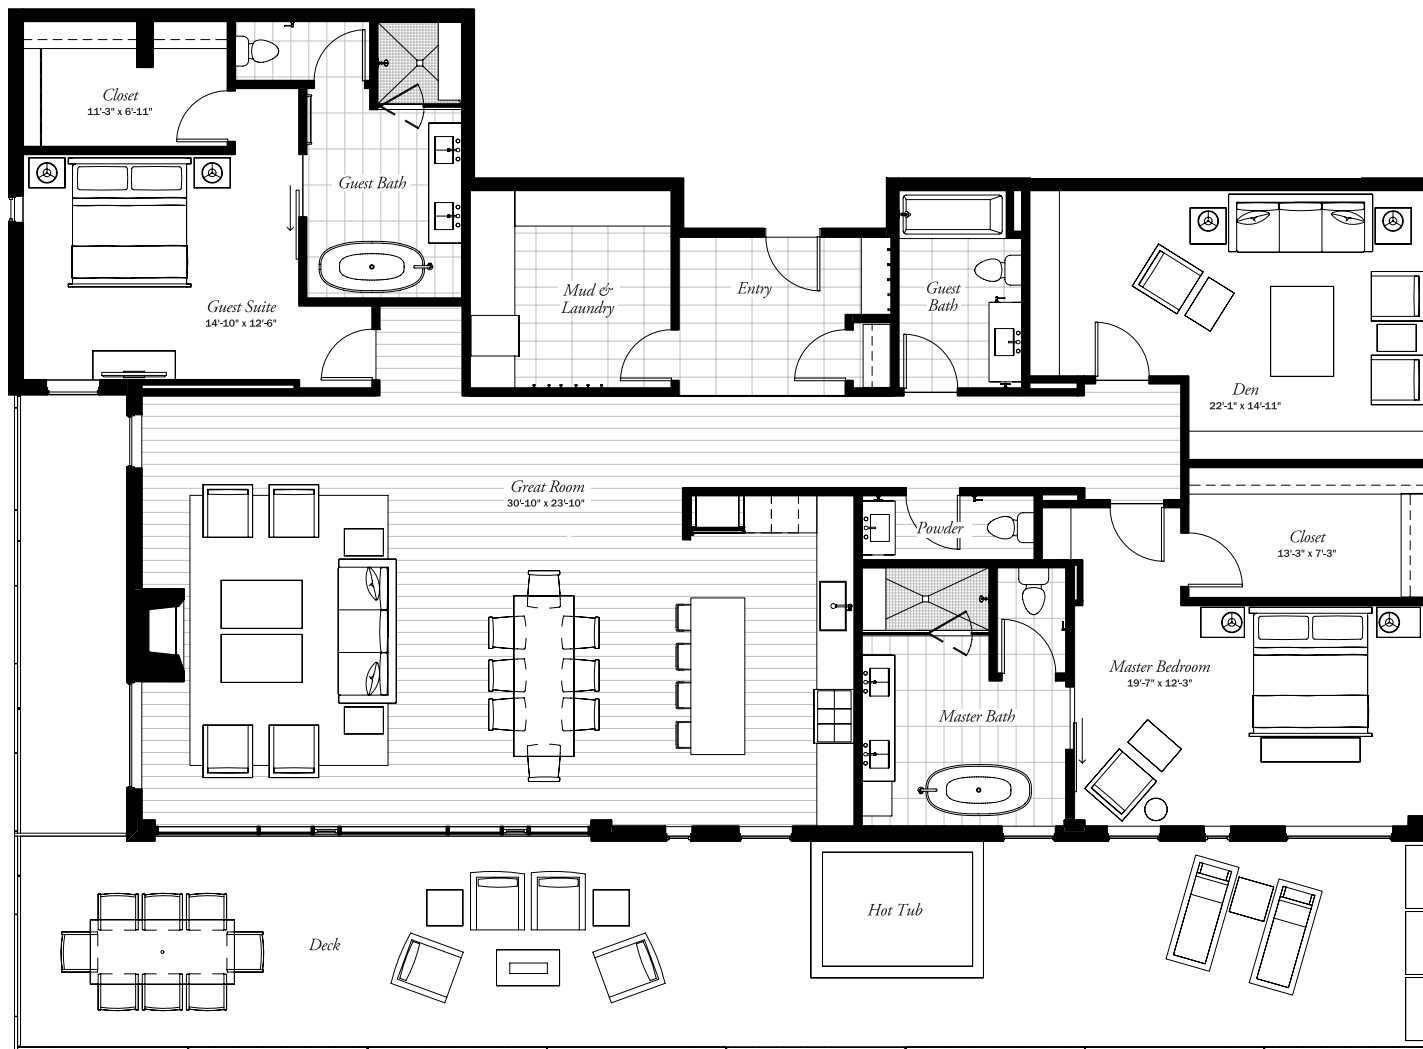 Closet
11'-3" x 6'-11"
Guest Bath
Guest Suite
14'-10" x 12'-6"
Mud &
Laundry
Entry
Guest
Bath
Den
22'-1" x 14'-11"
Great Room
30'-10" x 23'-10"
Powder
Closet
13'-3" x 7'-3"
Master Bedroom
19'-7" x 12'-3"
Master Bath
Hot Tub
Deck